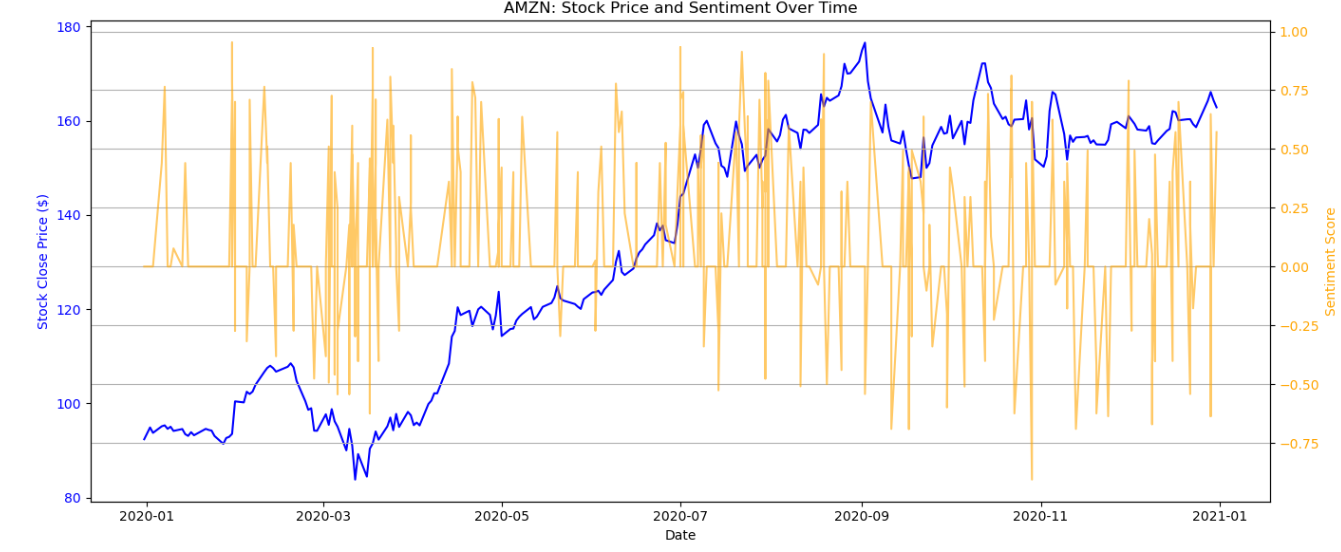 AMZN: Stock Price and Sentiment Over Time
180
160
140
120
100
80
Stock Close Price ($)
1.00
0.75
0.50
0.25
0.00
−0.25
−0.50
−0.75
Sentiment Score
2020-01 2020-03 2020-05 2020-07 2020-09 2020-11 2021-01
Date